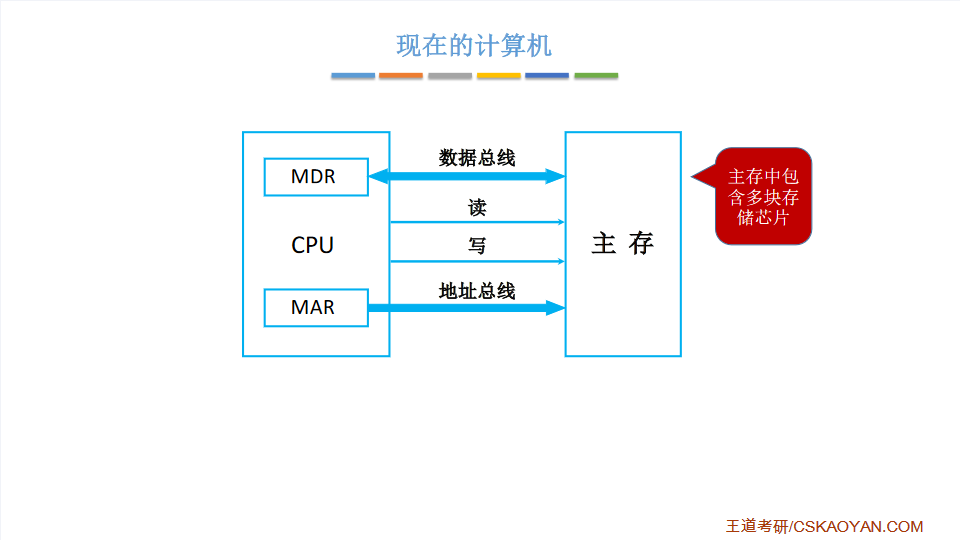 现在的计算机
MDR
CPU
MAR
数据总线
读
写
地址总线
主 存
主存中包
含多块存
储芯片
王道考研/CSKAOYAN.COM